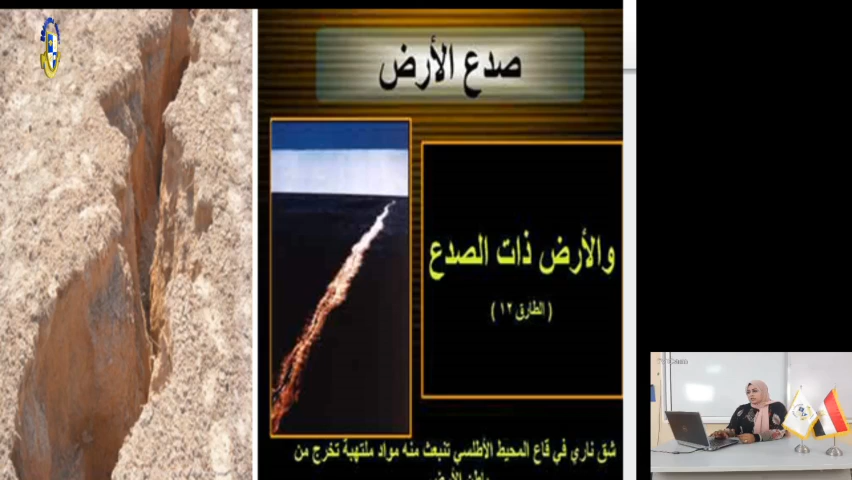 صدع الأرض
والأرض ذات الصدع
( الطارق ١٢ )
شق ناري في قاع المحيط الأطلسي تنبعث منه مواد ملتهبة تخرج من